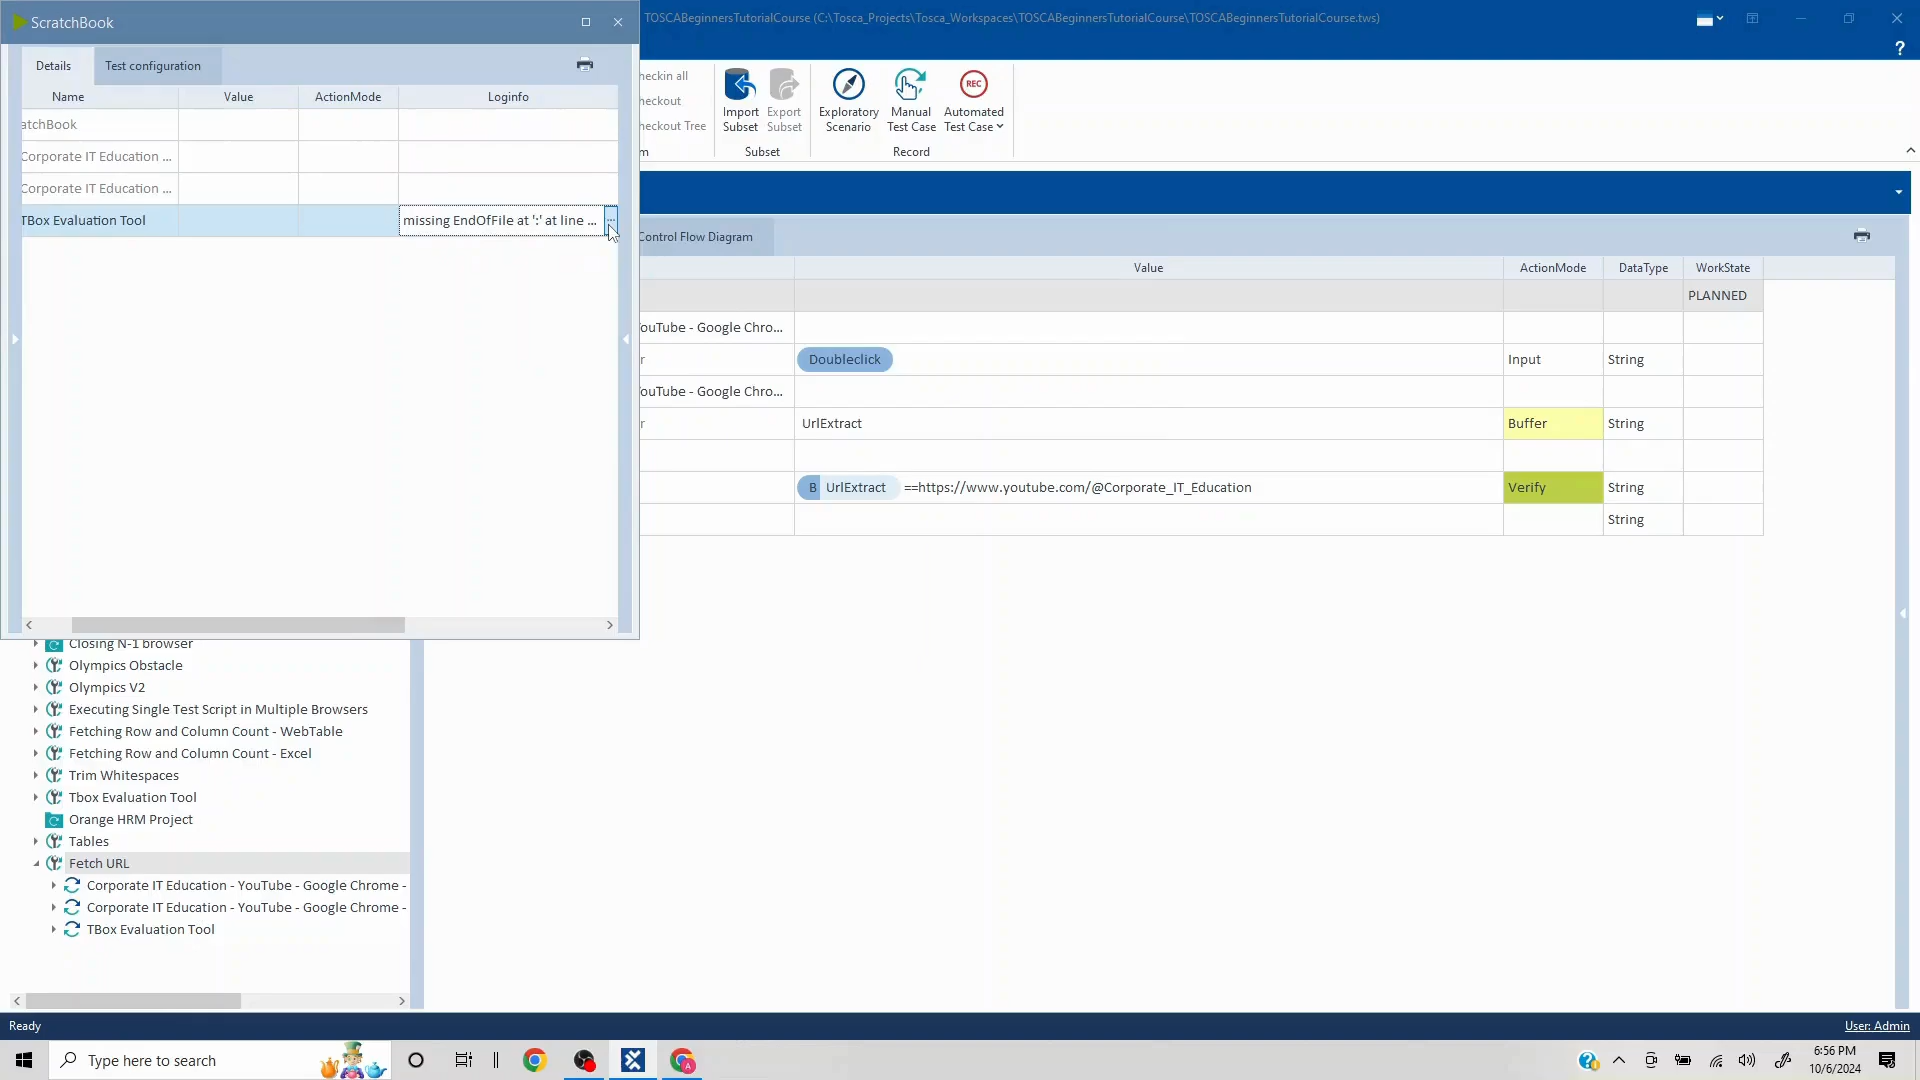 ScratchBook
TOSCABeginnersTutorialCourse (C:\Tosca_Projects\Tosca_Workspaces\TOSCABeginnersTutorialCourse\TOSCABeginnersTutorialCourse.tws)
?
Details
Test configuration
Name
Value
ActionMode
Loginfo
atchBook
Corporate IT Education ...
Corporate IT Education ...
TBox Evaluation Tool
missing EndOfFile at ':' at line ...
...
heckin all
heckout
heckout Tree
m
Import Subset
Export Subset
Subset
Exploratory Scenario
Manual Test Case
REC
Automated Test Case
Record
Control Flow Diagram
Value
ActionMode
DataType
WorkState
PLANNED
ouTube - Google Chro...
r
Doubleclick
Input
String
ouTube - Google Chro...
r
UrlExtract
Buffer
String
B UrlExtract ==https://www.youtube.com/@Corporate_IT_Education
Verify
String
String
Closing N-1 browser
Olympics Obstacle
Olympics V2
Executing Single Test Script in Multiple Browsers
Fetching Row and Column Count - WebTable
Fetching Row and Column Count - Excel
Trim Whitespaces
Tbox Evaluation Tool
Orange HRM Project
Tables
Fetch URL
Corporate IT Education - YouTube - Google Chrome -
Corporate IT Education - YouTube - Google Chrome -
TBox Evaluation Tool
Ready
User: Admin
Type here to search
6:56 PM
10/6/2024